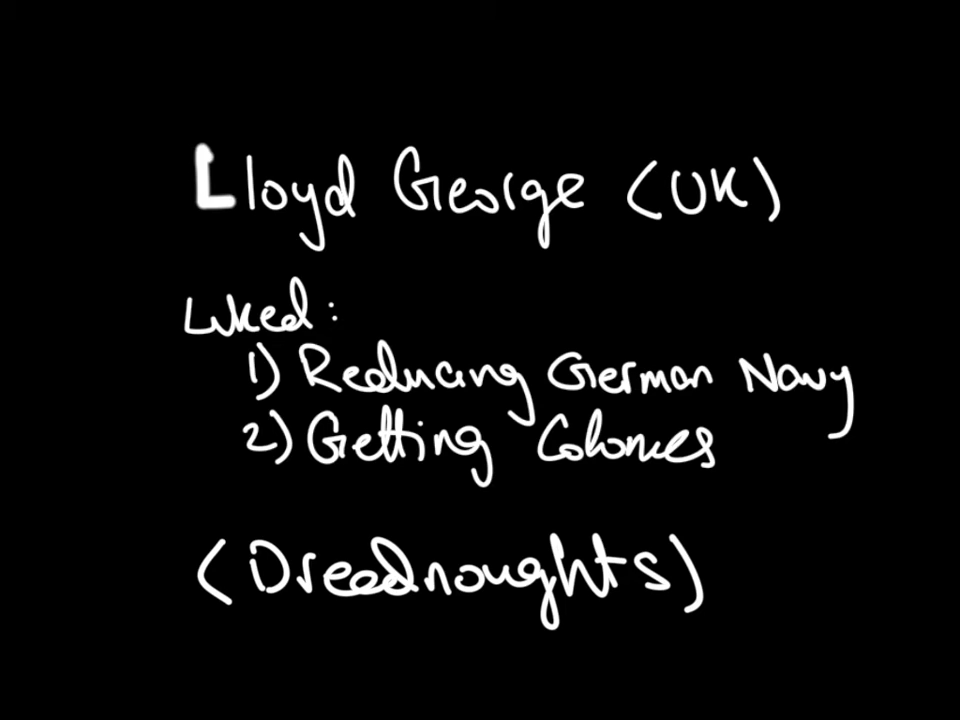 Lloyd George (UK)
Liked:
1) Reducing German Navy
2) Getting Colonies
(Dreadnoughts)